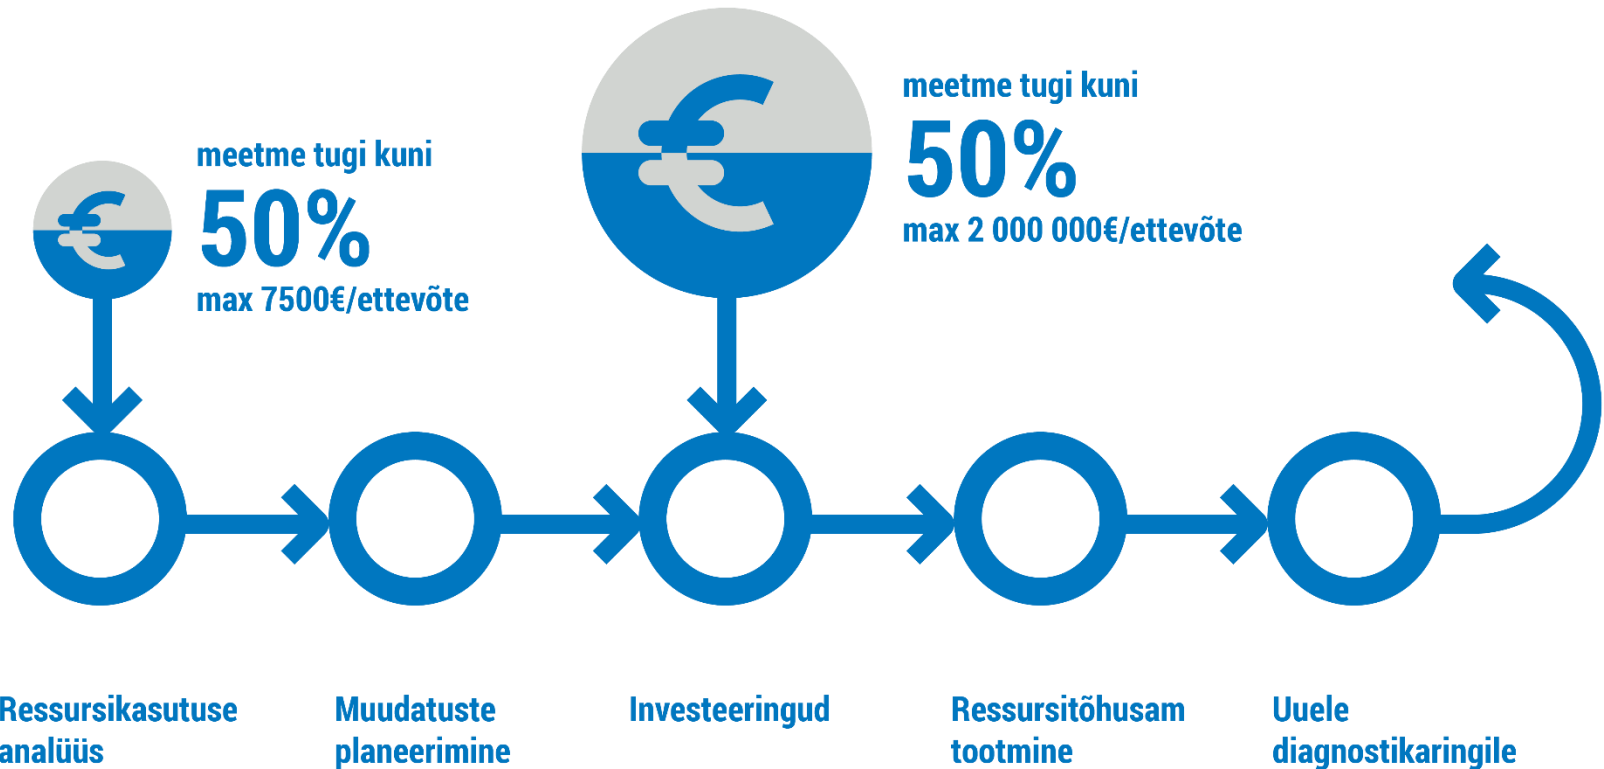 meetme tugi kuni
50%
max 7500€/ettevõte
€
meetme tugi kuni
50%
max 2 000 000€/ettevõte
€
Ressursikasutuse
analüüs
Muudatuste
planeerimine
Investeeringud
Ressursitõhusam
tootmine
Uuele
diagnostikaringile